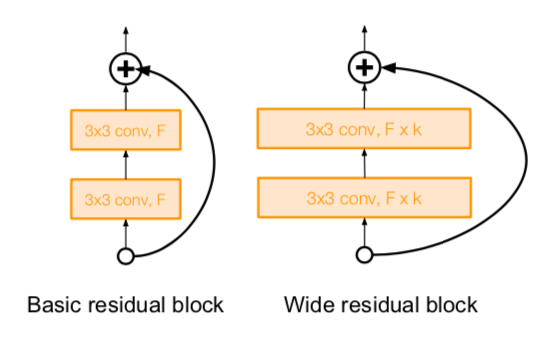 +
+
3x3 conv, F
3x3 conv, F x k
3x3 conv, F
3x3 conv, F x k
Basic residual block
Wide residual block